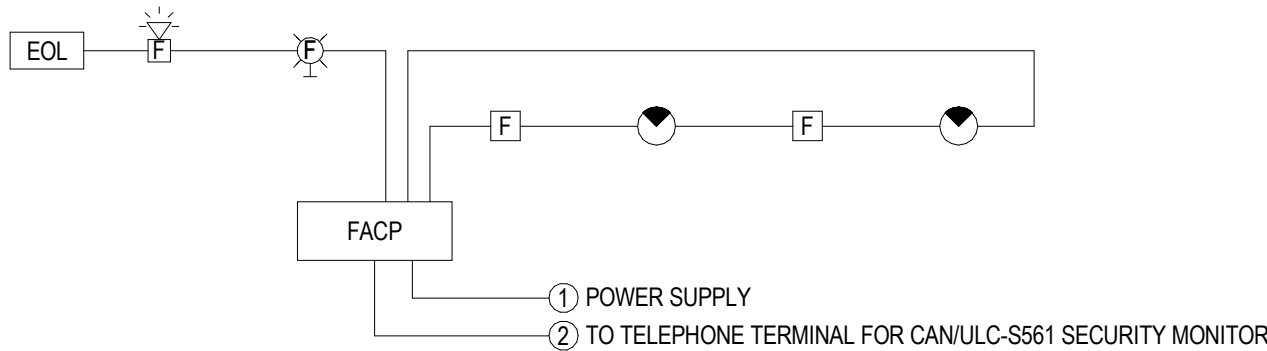 EOL
F
F
F
F
FACP
1 POWER SUPPLY
2 TO TELEPHONE TERMINAL FOR CAN/ULC-S561 SECURITY MONITOR